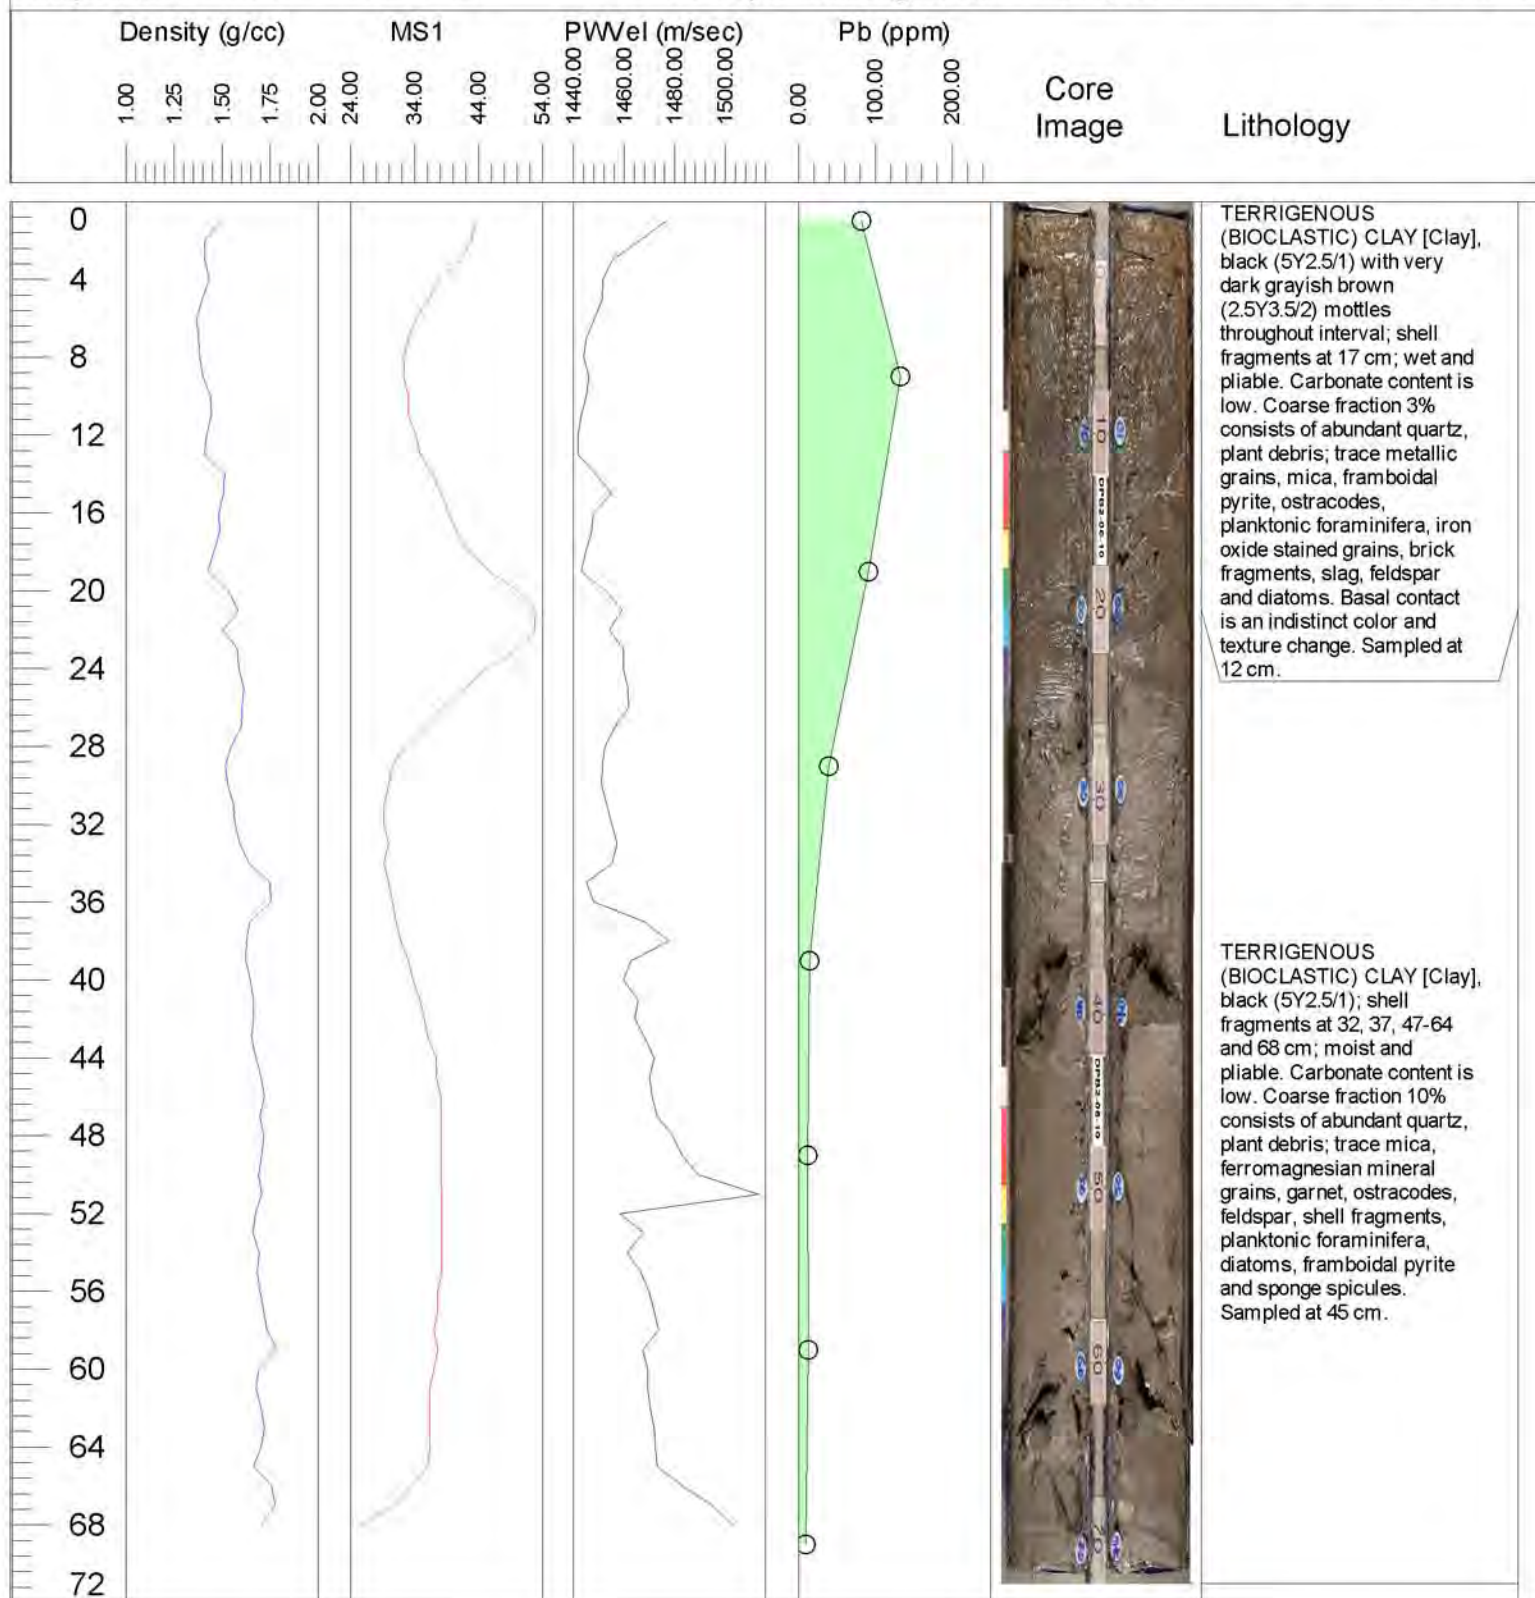 Density (g/cc)
MS1
PWVel (m/sec)
Pb (ppm)
1.00
1.25
1.50
1.75
2.00
24.00
34.00
44.00
54.00
1440.00
1460.00
1480.00
1500.00
0.00
100.00
200.00
Core
Image
Lithology
0
4
8
12
16
20
24
28
32
36
40
44
48
52
56
60
64
68
72
10
20
30
40
50
60
70
TERRIGENOUS
(BIOCLASTIC) CLAY [Clay],
black (5Y2.5/1) with very
dark grayish brown
(2.5Y3.5/2) mottles
throughout interval; shell
fragments at 17 cm; wet and
pliable. Carbonate content is
low. Coarse fraction 3%
consists of abundant quartz,
plant debris; trace metallic
grains, mica, framboidal
pyrite, ostracodes,
planktonic foraminifera, iron
oxide stained grains, brick
fragments, slag, feldspar
and diatoms. Basal contact
is an indistinct color and
texture change. Sampled at
12 cm.
TERRIGENOUS
(BIOCLASTIC) CLAY [Clay],
black (5Y2.5/1); shell
fragments at 32, 37, 47-64
and 68 cm; moist and
pliable. Carbonate content is
low. Coarse fraction 10%
consists of abundant quartz,
plant debris; trace mica,
ferromagnesian mineral
grains, garnet, ostracodes,
feldspar, shell fragments,
planktonic foraminifera,
diatoms, framboidal pyrite
and sponge spicules.
Sampled at 45 cm.